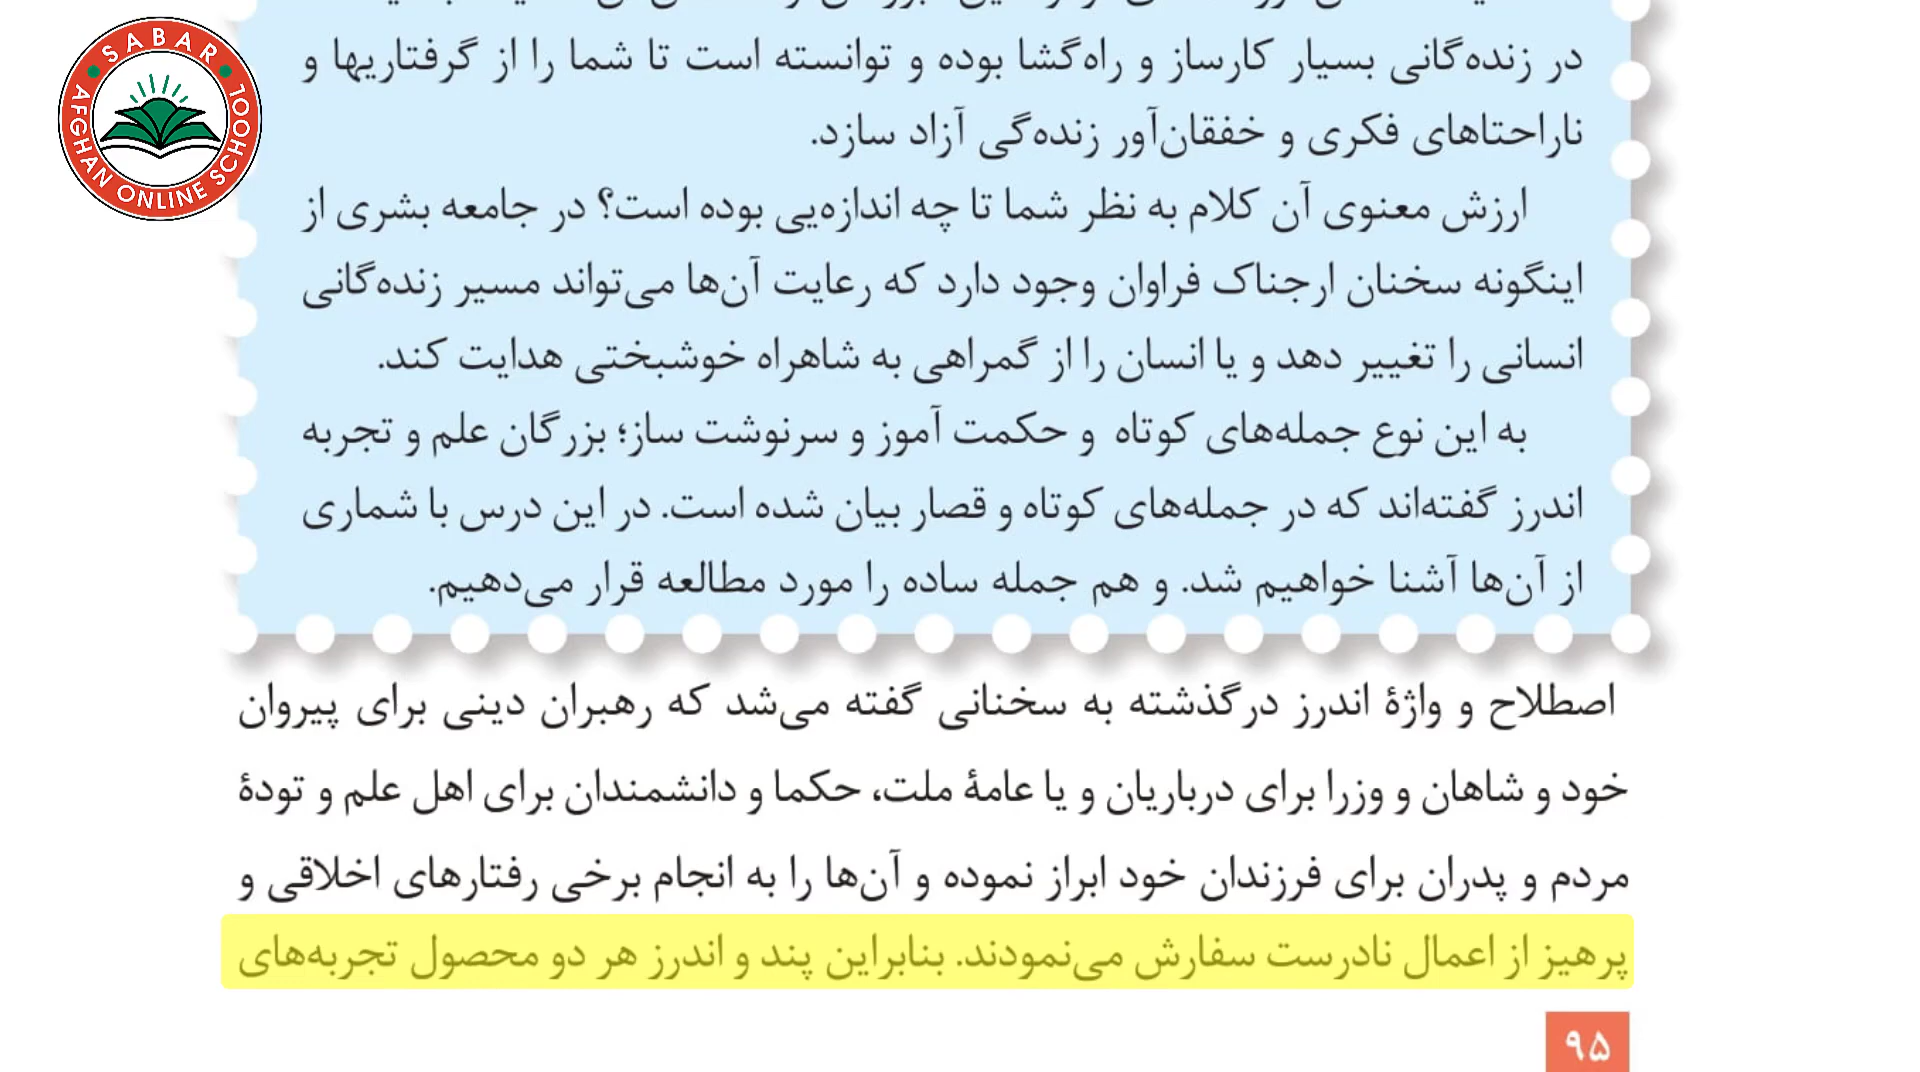 SABAR
AFGHAN ONLINE SCHOOL
در زنده‌گانی بسیار کارساز و راه‌گشا بوده و توانسته است تا شما را از گرفتاریها و
ناراحتاهای فکری و خفقان‌آور زنده‌گی آزاد سازد.
ارزش معنوی آن کلام به نظر شما تا چه اندازه‌یی بوده است؟ در جامعه بشری از
اینگونه سخنان ارجناک فراوان وجود دارد که رعایت آن‌ها می‌تواند مسیر زنده‌گانی
انسانی را تغییر دهد و یا انسان را از گمراهی به شاهراه خوشبختی هدایت کند.
به این نوع جمله‌های کوتاه و حکمت آموز و سرنوشت ساز؛ بزرگان علم و تجربه
اندرز گفته‌اند که در جمله‌های کوتاه و قصار بیان شده است. در این درس با شماری
از آن‌ها آشنا خواهیم شد. و هم جمله ساده را مورد مطالعه قرار می‌دهیم.
اصطلاح و واژۀ اندرز درگذشته به سخنانی گفته می‌شد که رهبران دینی برای پیروان
خود و شاهان و وزرا برای درباریان و یا عامۀ ملت، حکما و دانشمندان برای اهل علم و تودۀ
مردم و پدران برای فرزندان خود ابراز نموده و آن‌ها را به انجام برخی رفتارهای اخلاقی و
پرهیز از اعمال نادرست سفارش می‌نمودند. بنابراین پند و اندرز هر دو محصول تجربه‌های
۹۵